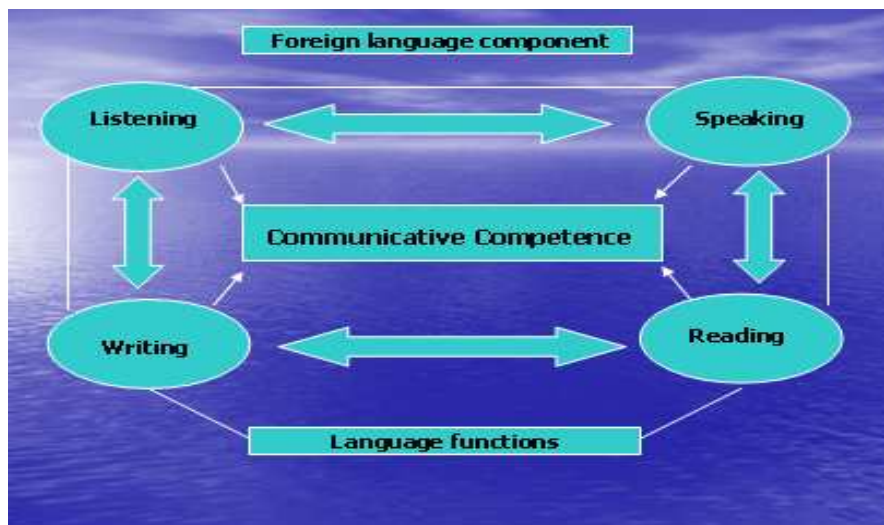 Foreign language component
Listening
Speaking
Communicative Competence
Writing
Reading
Language functions